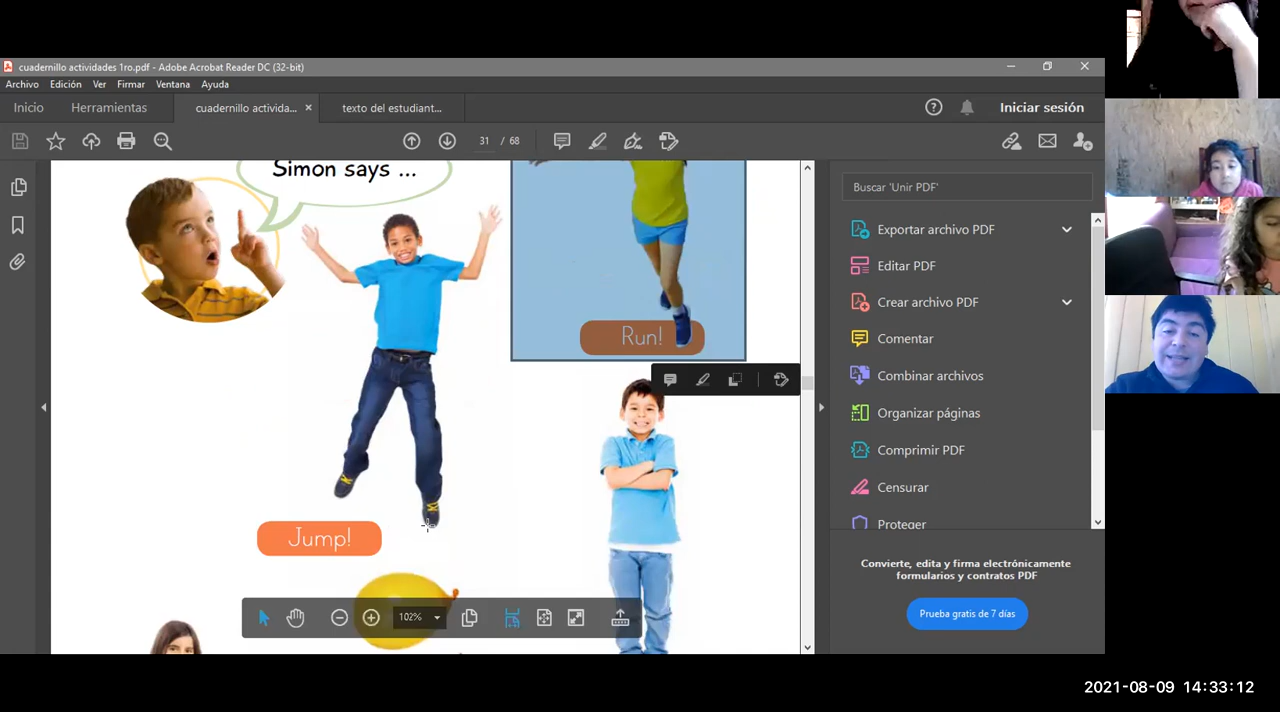 cuadernillo actividades 1ro.pdf - Adobe Acrobat Reader DC (32-bit)
Archivo Edición Ver Firmar Ventana Ayuda
Inicio Herramientas cuadernillo activida... × texto del estudiant... Iniciar sesión
31 / 68
Simon says ...
Run!
Jump!
102%
Buscar 'Unir PDF'
Exportar archivo PDF
Editar PDF
Crear archivo PDF
Comentar
Combinar archivos
Organizar páginas
Comprimir PDF
Censurar
Proteger
Convierte, edita y firma electrónicamente
formularios y contratos PDF
Prueba gratis de 7 días
2021-08-09 14:33:12